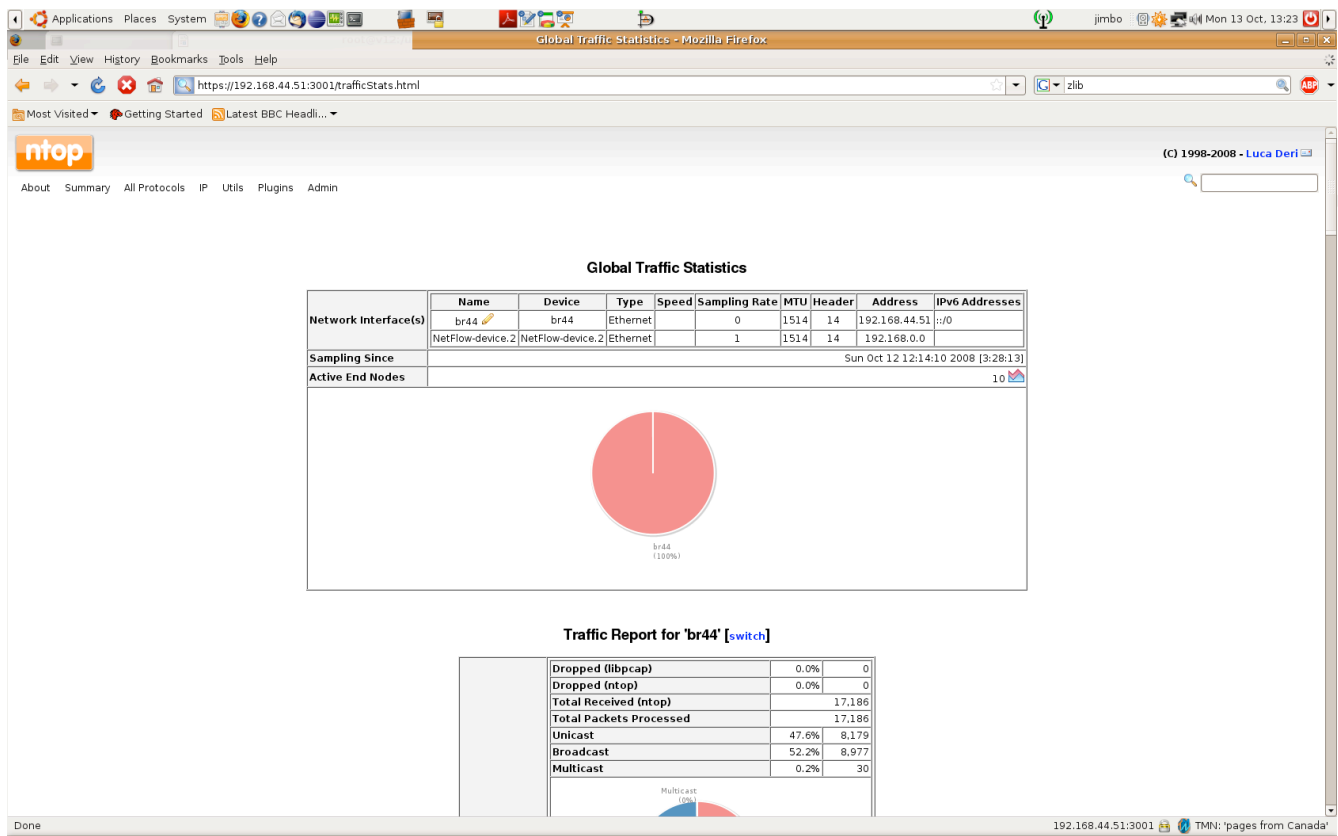 Applications Places System jimbo Mon 13 Oct, 13:23
Global Traffic Statistics - Mozilla Firefox
File Edit View History Bookmarks Tools Help
https://192.168.44.51:3001/trafficStats.html G zlib ABP
Most Visited Getting Started Latest BBC Headli...
ntop
(C) 1998-2008 - Luca Deri
About Summary All Protocols IP Utils Plugins Admin
Global Traffic Statistics
Network Interface(s)
Name Device Type Speed Sampling Rate MTU Header Address IPv6 Addresses
br44 br44 Ethernet 0 1514 14 192.168.44.51 ::/0
NetFlow-device.2 NetFlow-device.2 Ethernet 1 1514 14 192.168.0.0
Sampling Since Sun Oct 12 12:14:10 2008 [3:28:13]
Active End Nodes 10
br44
(100%)
Traffic Report for 'br44' [switch]
Dropped (libpcap) 0.0% 0
Dropped (ntop) 0.0% 0
Total Received (ntop) 17,186
Total Packets Processed 17,186
Unicast 47.6% 8,179
Broadcast 52.2% 8,977
Multicast 0.2% 30
Multicast
(0%)
Done 192.168.44.51:3001 TMN: 'pages from Canada'